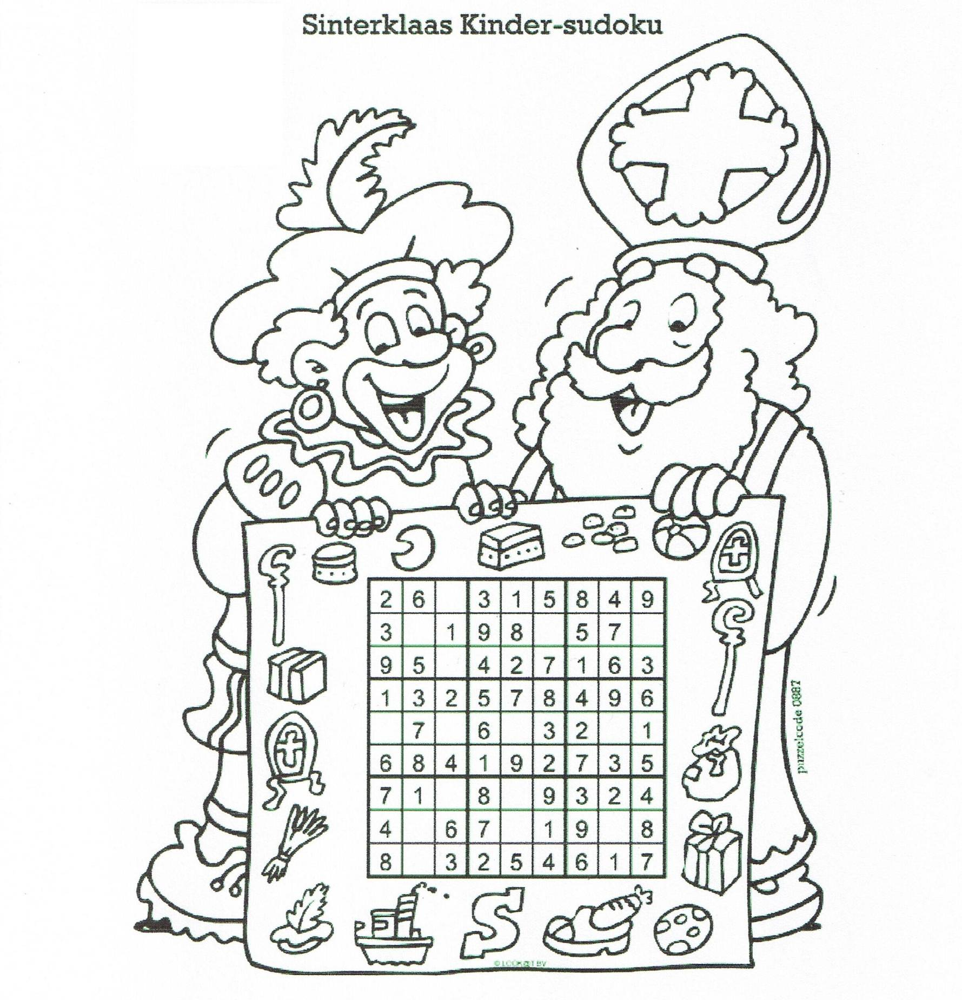 Sinterklaas Kinder-sudoku
2 6 3 1 5 8 4 9
3 1 9 8 5 7
9 5 4 2 7 1 6 3
1 3 2 5 7 8 4 9 6
7 6 3 2 1
6 8 4 1 9 2 7 3 5
7 1 8 9 3 2 4
4 6 7 1 9 8
8 3 2 5 4 6 1 7
puzzelcode 0887
S
© LOOK@T BV